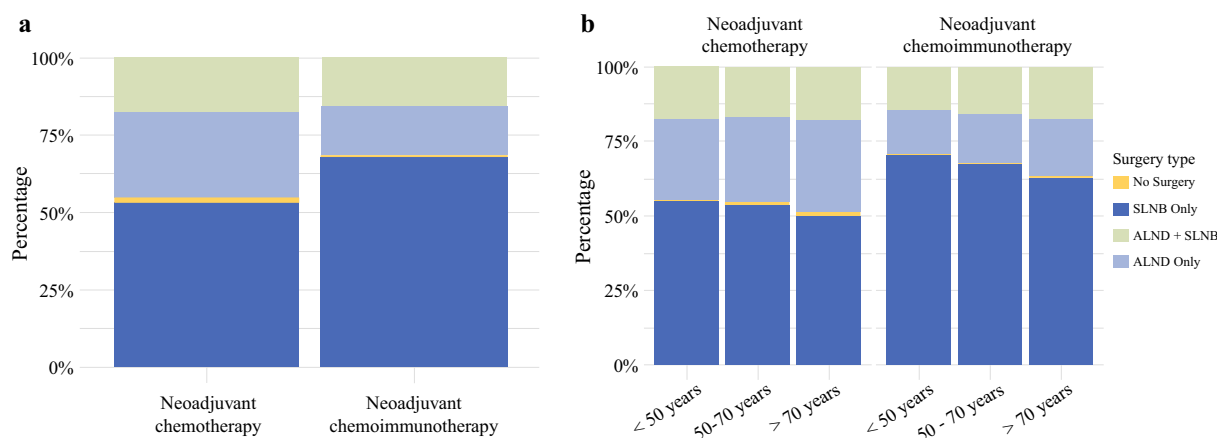 a
Percentage
100%
75%
50%
25%
0%
Neoadjuvant
chemotherapy
Neoadjuvant
chemoimmunotherapy
b
Neoadjuvant
chemotherapy
Neoadjuvant
chemoimmunotherapy
Percentage
100%
75%
50%
25%
0%
< 50 years
50-70 years
> 70 years
< 50 years
50 - 70 years
> 70 years
Surgery type
No Surgery
SLNB Only
ALND + SLNB
ALND Only